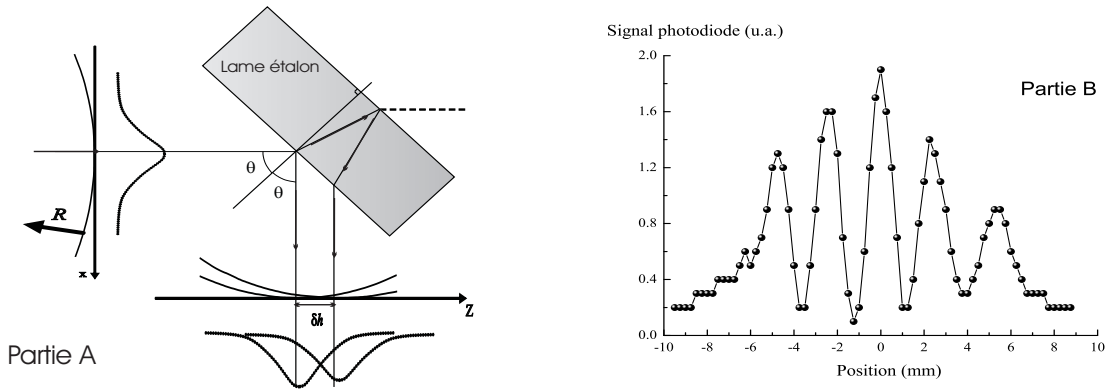 Lame étalon
θ
θ
R
x
δh
Z
Partie A
Signal photodiode (u.a.)
2.0
1.6
1.2
0.8
0.4
0.0
Partie B
-10 -8 -6 -4 -2 0 2 4 6 8 10
Position (mm)